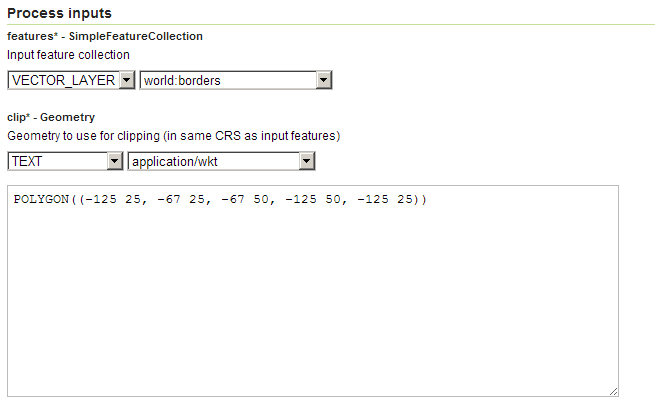 Process inputs
features* - SimpleFeatureCollection
Input feature collection
VECTOR_LAYER world:borders
clip* - Geometry
Geometry to use for clipping (in same CRS as input features)
TEXT application/wkt
POLYGON((-125 25, -67 25, -67 50, -125 50, -125 25))